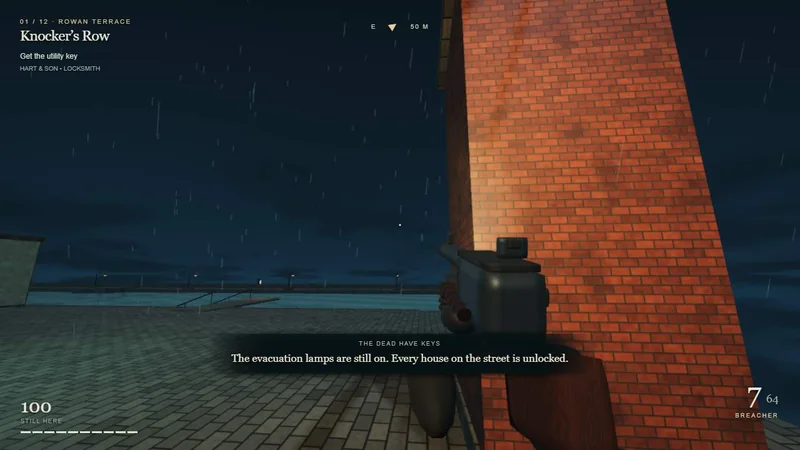 01 / 12 · ROWAN TERRACE
Knocker's Row
Get the utility key
HART & SON • LOCKSMITH
E 50 M
THE DEAD HAVE KEYS
The evacuation lamps are still on. Every house on the street is unlocked.
100
STILL HERE
7 64
BREACHER